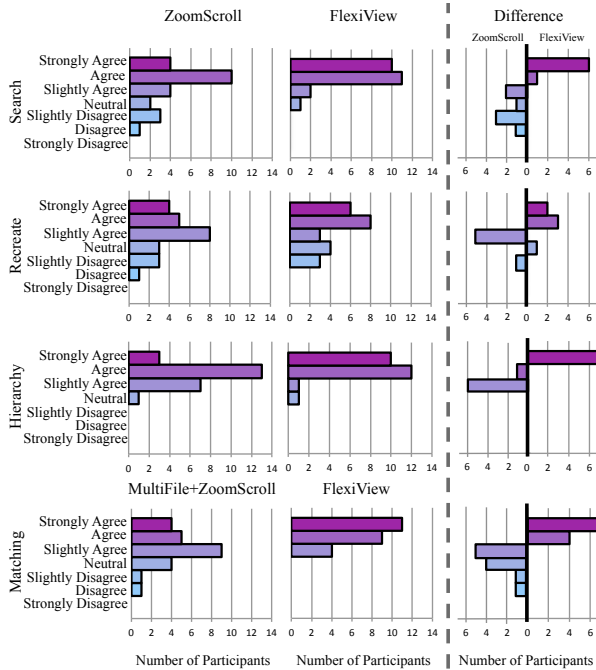 ZoomScroll FlexiView Difference
ZoomScroll FlexiView
Search
Strongly Agree
Agree
Slightly Agree
Neutral
Slightly Disagree
Disagree
Strongly Disagree
0 2 4 6 8 10 12 14 0 2 4 6 8 10 12 14 6 4 2 0 0 2 4 6
Recreate
Strongly Agree
Agree
Slightly Agree
Neutral
Slightly Disagree
Disagree
Strongly Disagree
0 2 4 6 8 10 12 14 0 2 4 6 8 10 12 14 6 4 2 0 0 2 4 6
Hierarchy
Strongly Agree
Agree
Slightly Agree
Neutral
Slightly Disagree
Disagree
Strongly Disagree
0 2 4 6 8 10 12 14 0 2 4 6 8 10 12 14 6 4 2 0 0 2 4 6
MultiFile+ZoomScroll FlexiView
Matching
Strongly Agree
Agree
Slightly Agree
Neutral
Slightly Disagree
Disagree
Strongly Disagree
0 2 4 6 8 10 12 14 0 2 4 6 8 10 12 14 6 4 2 0 0 2 4 6
Number of Participants Number of Participants Number of Participants